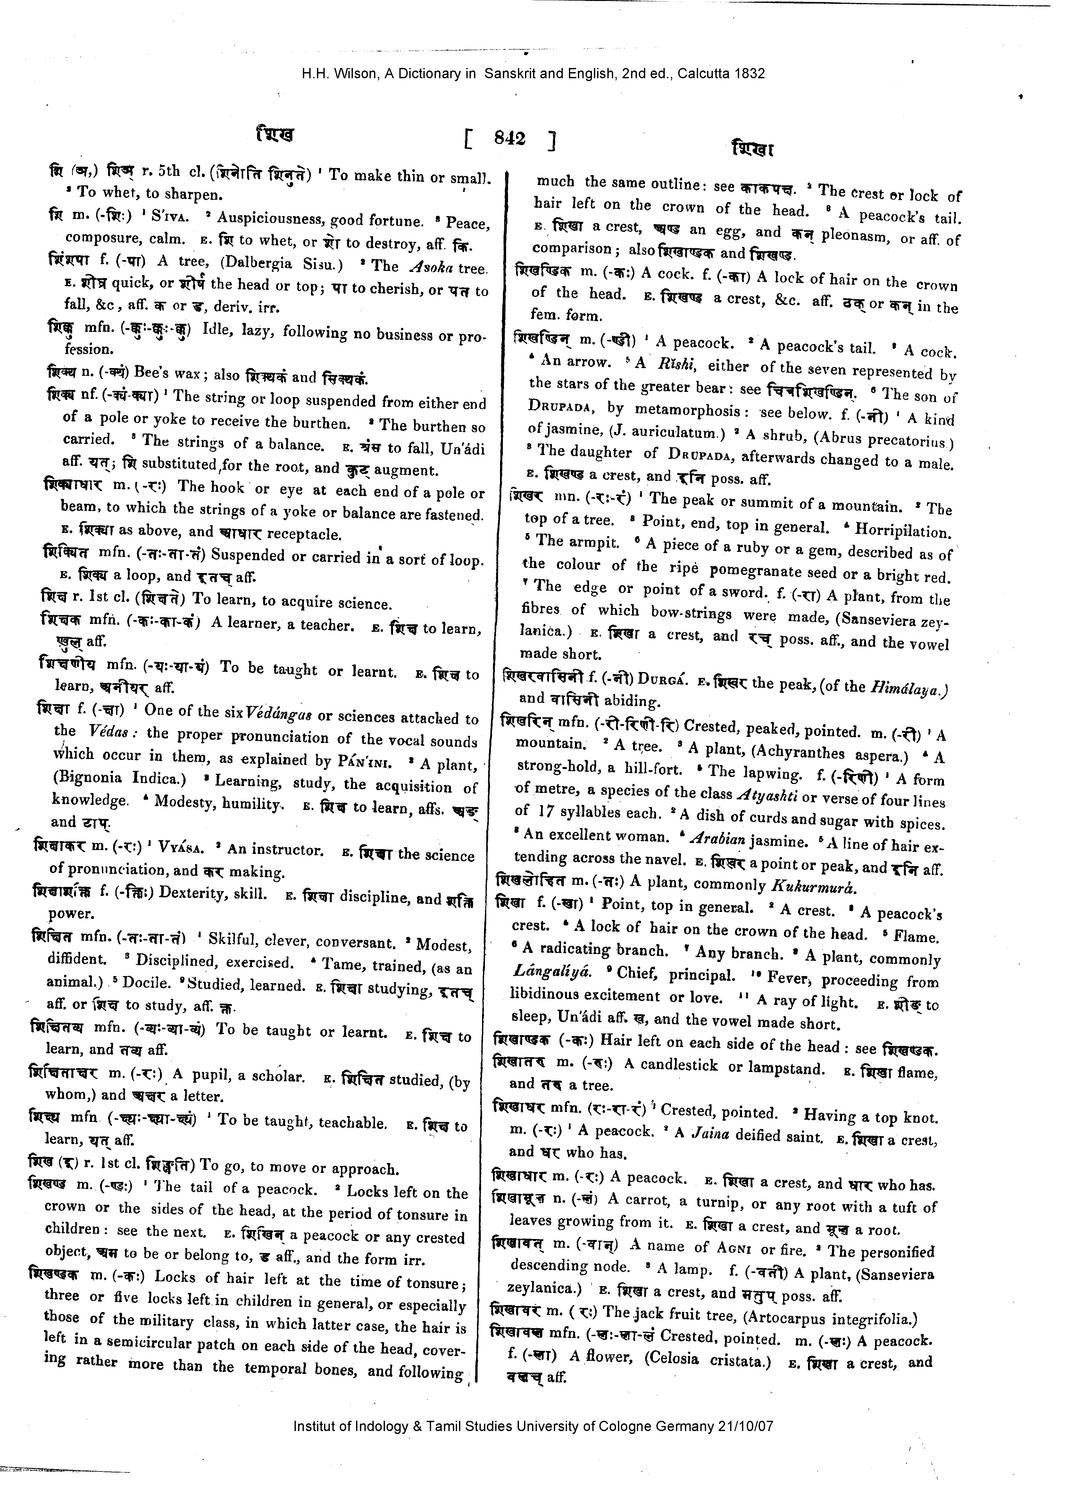 H.H. Wilson, A Dictionary in Sanskrit and English, 2nd ed., Calcutta 1832
शिख [ 842 ] शिखा
शि (ञ,) शिञ् r. 5th cl. (शिनोति शिनुते) ¹ To make thin or small.
² To whet, to sharpen.
शि m. (-शिः) ¹ S'IVA. ² Auspiciousness, good fortune. ³ Peace,
composure, calm. E. शि to whet, or शो to destroy, aff. कि.
शिंशपा f. (-पा) A tree, (Dalbergia Sisu.) ² The Asoka tree.
E. शीघ्र quick, or शीर्ष the head or top; पा to cherish, or पत to
fall, &c, aff. क or ड, deriv. irr.
शिकु mfn. (-कुः-कुः-कु) Idle, lazy, following no business or pro-
fession.
शिक्थ n. (-क्थं) Bee's wax; also शिक्थकं and सिक्थकं.
शिक्य nf. (-क्यं-क्या) ¹ The string or loop suspended from either end
of a pole or yoke to receive the burthen. ² The burthen so
carried. ³ The strings of a balance. E. स्रंस to fall, Un'ádi
aff. यत्; शि substituted for the root, and कुट् augment.
शिक्याधार m. (-रः) The hook or eye at each end of a pole or
beam, to which the strings of a yoke or balance are fastened.
E. शिक्या as above, and आधार receptacle.
शिक्यित mfn. (-तः-ता-तं) Suspended or carried in a sort of loop.
E. शिक्य a loop, and इतच् aff.
शिक्ष r. 1st cl. (शिक्षते) To learn, to acquire science.
शिक्षक mfn. (-कः-का-कं) A learner, a teacher. E. शिक्ष to learn,
ण्वुल् aff.
शिक्षणीय mfn. (-यः-या-यं) To be taught or learnt. E. शिक्ष to
learn, अनीयर् aff.
शिक्षा f. (-क्षा) ¹ One of the six Védángas or sciences attached to
the Védas: the proper pronunciation of the vocal sounds
which occur in them, as explained by PÁN'INI. ² A plant,
(Bignonia Indica.) ³ Learning, study, the acquisition of
knowledge. ⁴ Modesty, humility. E. शिक्ष to learn, affs. अङ्
and टाप्.
शिक्षाकर m. (-रः) ¹ VYÁSA. ² An instructor. E. शिक्षा the science
of pronunciation, and कर making.
शिक्षाशक्ति f. (-क्तिः) Dexterity, skill. E. शिक्षा discipline, and शक्ति
power.
शिक्षित mfn. (-तः-ता-तं) ¹ Skilful, clever, conversant. ² Modest,
diffident. ³ Disciplined, exercised. ⁴ Tame, trained, (as an
animal.) ⁵ Docile. ⁶ Studied, learned. E. शिक्षा studying, इतच्
aff. or शिक्ष to study, aff. क्त.
शिक्षितव्य mfn. (-व्यः-व्या-व्यं) To be taught or learnt. E. शिक्ष to
learn, and तव्य aff.
शिक्षिताक्षर m. (-रः) A pupil, a scholar. E. शिक्षित studied, (by
whom,) and अक्षर a letter.
शिक्ष्य mfn (-क्ष्यः-क्ष्या-क्ष्यं) ¹ To be taught, teachable. E. शिक्ष to
learn, यत् aff.
शिख (इ) r. 1st cl. शिङ्खति) To go, to move or approach.
शिखण्ड m. (-ण्डः) ¹ The tail of a peacock. ² Locks left on the
crown or the sides of the head, at the period of tonsure in
children: see the next. E. शिखिन् a peacock or any crested
object, अम to be or belong to, ड aff., and the form irr.
शिखण्डक m. (-कः) Locks of hair left at the time of tonsure;
three or five locks left in children in general, or especially
those of the military class, in which latter case, the hair is
left in a semicircular patch on each side of the head, cover-
ing rather more than the temporal bones, and following
much the same outline: see काकपक्ष. ² The crest or lock of
hair left on the crown of the head. ³ A peacock's tail.
E. शिखा a crest, अण्ड an egg, and कन् pleonasm, or aff. of
comparison; also शिखाण्डक and शिखण्ड.
शिखण्डिक m. (-कः) A cock. f. (-का) A lock of hair on the crown
of the head. E. शिखण्ड a crest, &c. aff. ठक् or कन् in the
fem. form.
शिखण्डिन् m. (-ण्डी) ¹ A peacock. ² A peacock's tail. ³ A cock.
⁴ An arrow. ⁵ A Rishi, either of the seven represented by
the stars of the greater bear: see चित्रशिखण्डिन्. ⁶ The son of
DRUPADA, by metamorphosis: see below. f. (-नी) ¹ A kind
of jasmine, (J. auriculatum.) ² A shrub, (Abrus precatorius.)
³ The daughter of DRUPADA, afterwards changed to a male.
E. शिखण्ड a crest, and इनि poss. aff.
शिखर mn. (-रः-रं) ¹ The peak or summit of a mountain. ² The
top of a tree. ³ Point, end, top in general. ⁴ Horripilation.
⁵ The armpit. ⁶ A piece of a ruby or a gem, described as of
the colour of the ripe pomegranate seed or a bright red.
⁷ The edge or point of a sword. f. (-रा) A plant, from the
fibres of which bow-strings were made, (Sanseviera zey-
lanica.) E. शिखा a crest, and रच् poss. aff., and the vowel
made short.
शिखरवासिनी f. (-नी) DURGÁ. E. शिखर the peak, (of the Himálaya.)
and वासिनी abiding.
शिखरिन् mfn. (-री-रिणी-रि) Crested, peaked, pointed. m. (-री) ¹ A
mountain. ² A tree. ³ A plant, (Achyranthes aspera.) ⁴ A
strong-hold, a hill-fort. ⁵ The lapwing. f. (-रिणी) ¹ A form
of metre, a species of the class Atyashti or verse of four lines
of 17 syllables each. ² A dish of curds and sugar with spices.
³ An excellent woman. ⁴ Arabian jasmine. ⁵ A line of hair ex-
tending across the navel. E. शिखर a point or peak, and इनि aff.
शिखलोहित m. (-तः) A plant, commonly Kukurmurá.
शिखा f. (-खा) ¹ Point, top in general. ² A crest. ³ A peacock's
crest. ⁴ A lock of hair on the crown of the head. ⁵ Flame.
⁶ A radicating branch. ⁷ Any branch. ⁸ A plant, commonly
Lángalíyá. ⁹ Chief, principal. ¹⁰ Fever, proceeding from
libidinous excitement or love. ¹¹ A ray of light. E. शीङ् to
sleep, Un'ádi aff. ख, and the vowel made short.
शिखाण्डक (-कः) Hair left on each side of the head: see शिखण्डक.
शिखातरु m. (-रुः) A candlestick or lampstand. E. शिखा flame,
and तरु a tree.
शिखाधर mfn. (रः-रा-रं) ¹ Crested, pointed. ² Having a top knot.
m. (-रः) ¹ A peacock. ² A Jaina deified saint. E. शिखा a crest,
and धर who has.
शिखाधार m. (-रः) A peacock. E. शिखा a crest, and धार who has.
शिखामूल n. (-लं) A carrot, a turnip, or any root with a tuft of
leaves growing from it. E. शिखा a crest, and मूल a root.
शिखावत् m. (-वान्) A name of AGNI or fire. ² The personified
descending node. ³ A lamp. f. (-वती) A plant, (Sanseviera
zeylanica.) E. शिखा a crest, and मतुप् poss. aff.
शिखावर m. (रः) The jack fruit tree, (Artocarpus integrifolia.)
शिखावल mfn. (-लः-ला-लं Crested, pointed. m. (-लः) A peacock.
f. (-ला) A flower, (Celosia cristata.) E. शिखा a crest, and
वलच् aff.
Institut of Indology & Tamil Studies University of Cologne Germany 21/10/07